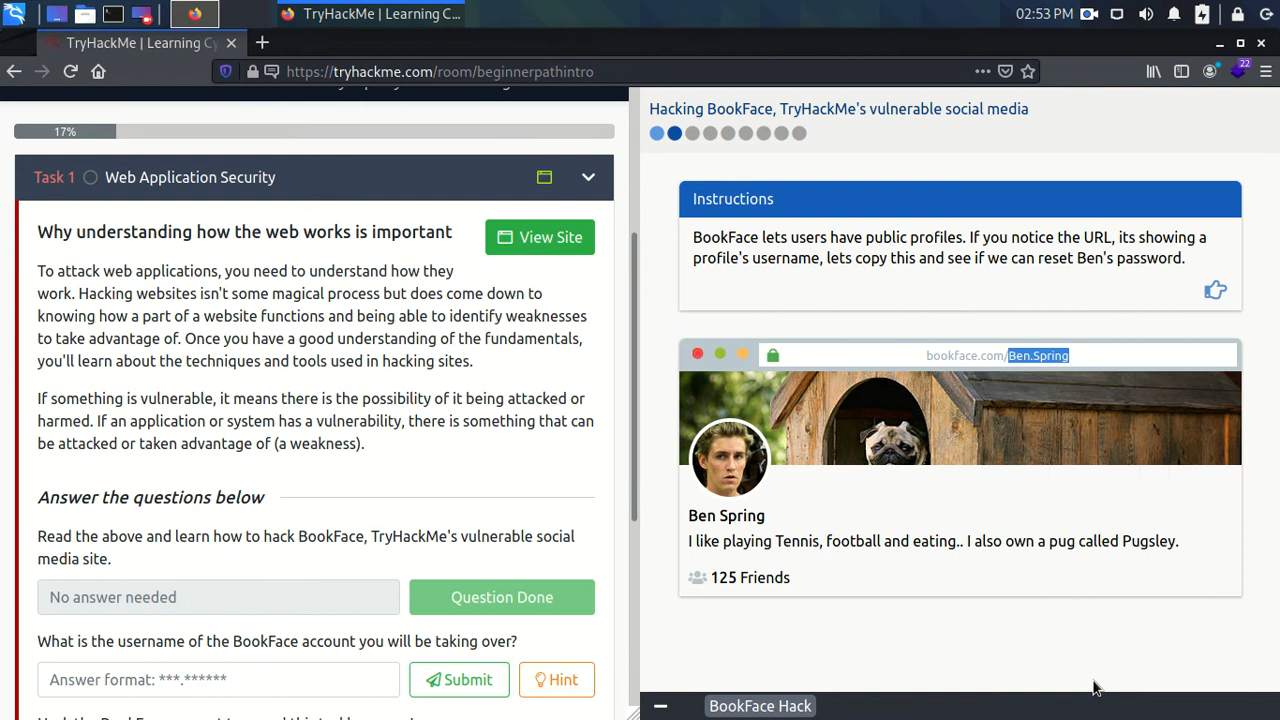 TryHackMe | Learning C...
02:53 PM
TryHackMe | Learning Cy
https://tryhackme.com/room/beginnerpathintro
22
17%
Task 1 Web Application Security
Why understanding how the web works is important
View Site
To attack web applications, you need to understand how they
work. Hacking websites isn't some magical process but does come down to
knowing how a part of a website functions and being able to identify weaknesses
to take advantage of. Once you have a good understanding of the fundamentals,
you'll learn about the techniques and tools used in hacking sites.
If something is vulnerable, it means there is the possibility of it being attacked or
harmed. If an application or system has a vulnerability, there is something that can
be attacked or taken advantage of (a weakness).
Answer the questions below
Read the above and learn how to hack BookFace, TryHackMe's vulnerable social
media site.
No answer needed
Question Done
What is the username of the BookFace account you will be taking over?
Answer format: ***.******
Submit
Hint
Hacking BookFace, TryHackMe's vulnerable social media
Instructions
BookFace lets users have public profiles. If you notice the URL, its showing a
profile's username, lets copy this and see if we can reset Ben's password.
bookface.com/Ben.Spring
Ben Spring
I like playing Tennis, football and eating.. I also own a pug called Pugsley.
125 Friends
BookFace Hack